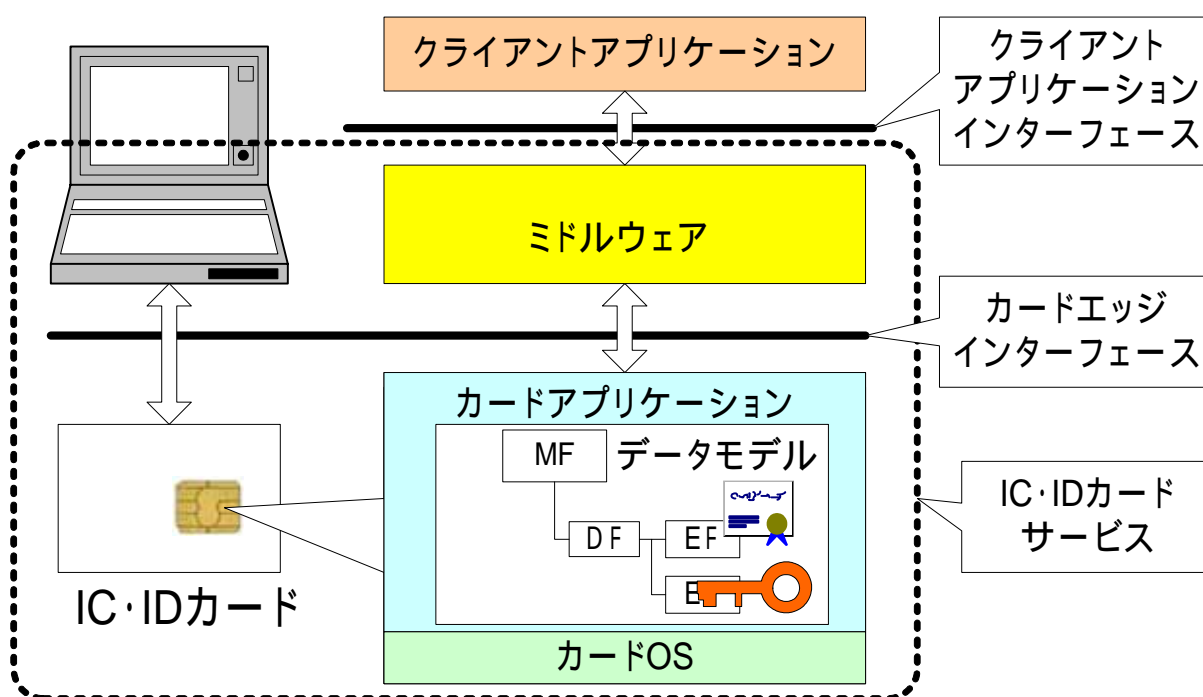 クライアントアプリケーション
クライアント
アプリケーション
インターフェース
ミドルウェア
カードエッジ
インターフェース
カードアプリケーション
MF
データモデル
DF
EF
E
IC・IDカード
サービス
IC・IDカード
カードOS